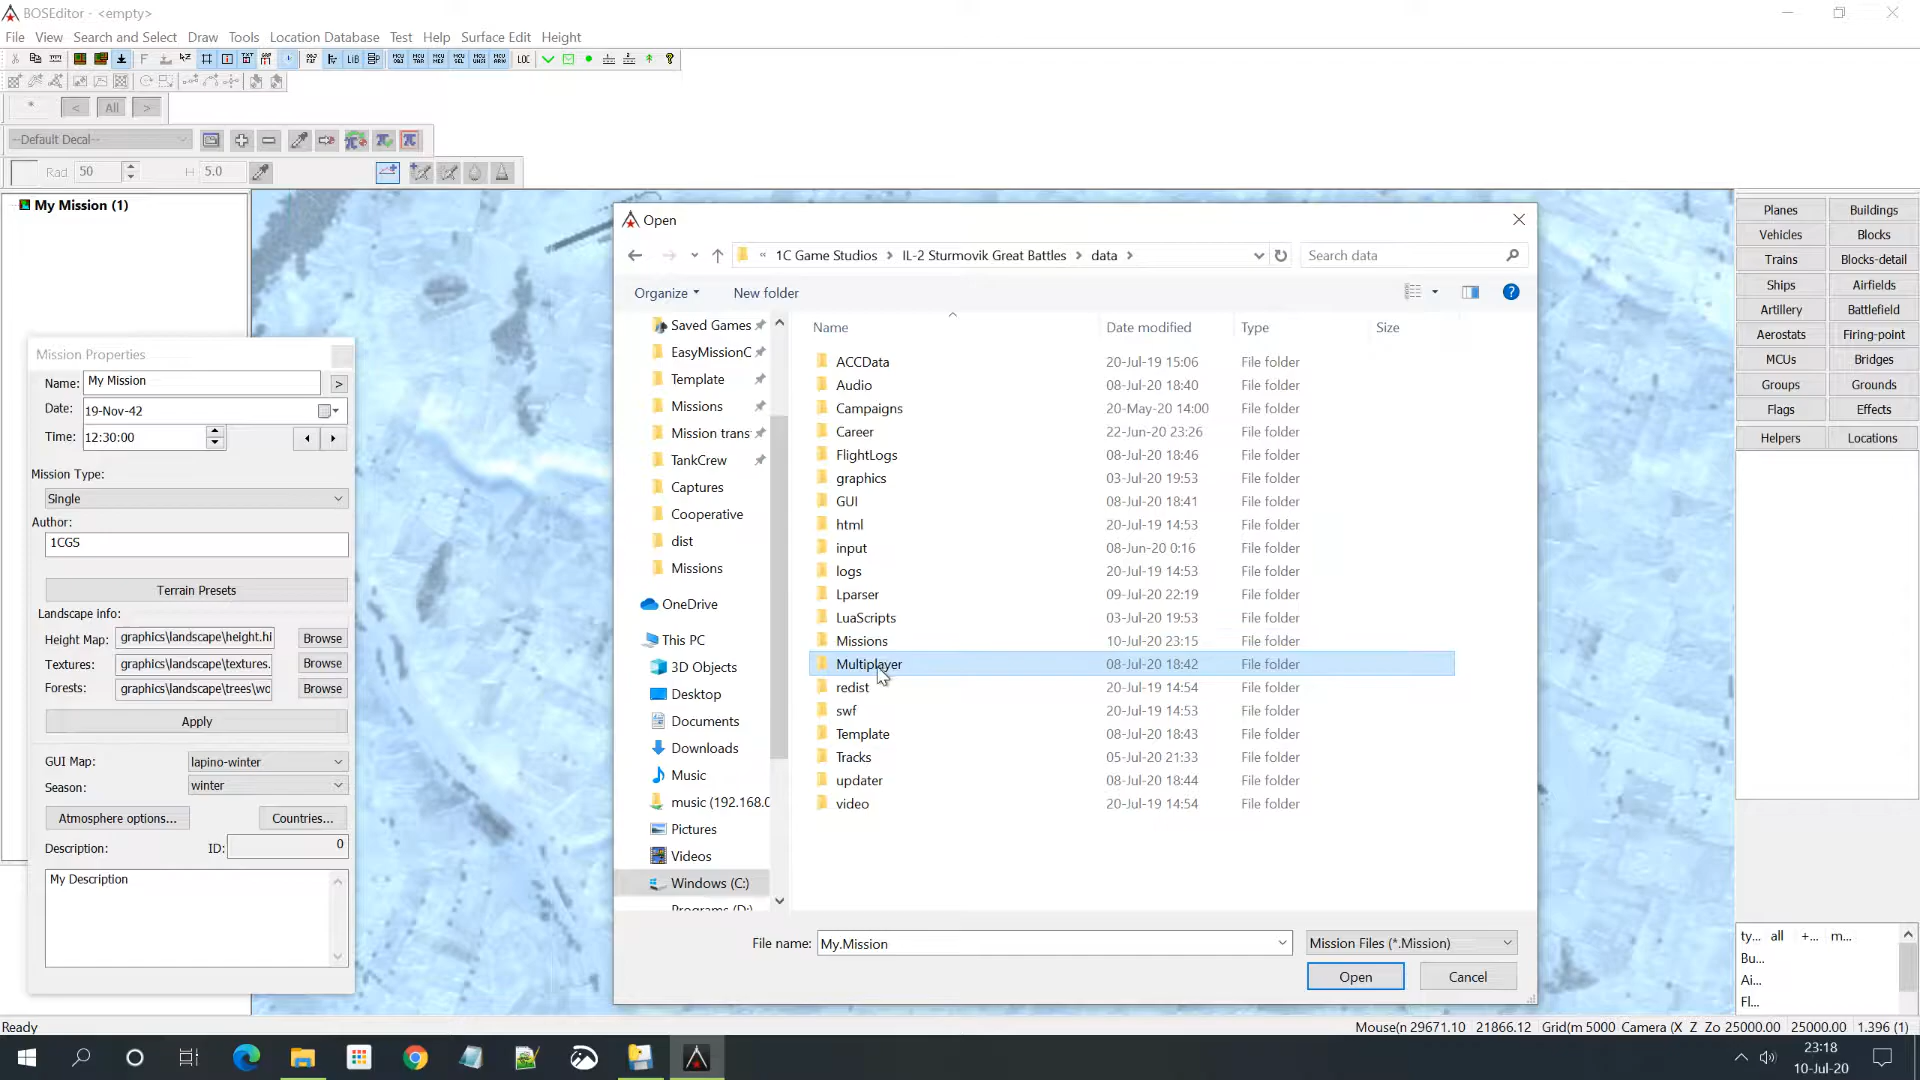 BOSEditor - <empty>
File View Search and Select Draw Tools Location Database Test Help Surface Edit Height
LiB
LOC
* < All >
--Default Decal--
Rad 50 H 5.0
My Mission (1)
Mission Properties
Name: My Mission >
Date: 19-Nov-42
Time: 12:30:00
Mission Type:
Single
Author:
1CGS
Terrain Presets
Landscape info:
Height Map: graphics\landscape\height.hi Browse
Textures: graphics\landscape\textures. Browse
Forests: graphics\landscape\trees\wo Browse
Apply
GUI Map: lapino-winter
Season: winter
Atmosphere options... Countries...
Description: ID: 0
My Description
Open
« 1C Game Studios > IL-2 Sturmovik Great Battles > data >
Search data
Organize New folder
Saved Games
EasyMissionC
Template
Missions
Mission trans
TankCrew
Captures
Cooperative
dist
Missions
OneDrive
This PC
3D Objects
Desktop
Documents
Downloads
Music
music (192.168.0
Pictures
Videos
Windows (C:)
Programs (D:)
Name Date modified Type Size
ACCData 20-Jul-19 15:06 File folder
Audio 08-Jul-20 18:40 File folder
Campaigns 20-May-20 14:00 File folder
Career 22-Jun-20 23:26 File folder
FlightLogs 08-Jul-20 18:46 File folder
graphics 03-Jul-20 19:53 File folder
GUI 08-Jul-20 18:41 File folder
html 20-Jul-19 14:53 File folder
input 08-Jun-20 0:16 File folder
logs 20-Jul-19 14:53 File folder
Lparser 09-Jul-20 22:19 File folder
LuaScripts 03-Jul-20 19:53 File folder
Missions 10-Jul-20 23:15 File folder
Multiplayer 08-Jul-20 18:42 File folder
redist 20-Jul-19 14:54 File folder
swf 20-Jul-19 14:53 File folder
Template 08-Jul-20 18:43 File folder
Tracks 05-Jul-20 21:33 File folder
updater 08-Jul-20 18:44 File folder
video 20-Jul-19 14:54 File folder
File name: My.Mission Mission Files (*.Mission)
Open Cancel
Planes Buildings
Vehicles Blocks
Trains Blocks-detail
Ships Airfields
Artillery Battlefield
Aerostats Firing-point
MCUs Bridges
Groups Grounds
Flags Effects
Helpers Locations
ty... all +... m...
Bu...
Ai...
Fl...
Ready
Mouse(n 29671.10 21866.12 Grid(m 5000 Camera (X Z Zo 25000.00 25000.00 1.396 (1)
23:18
10-Jul-20